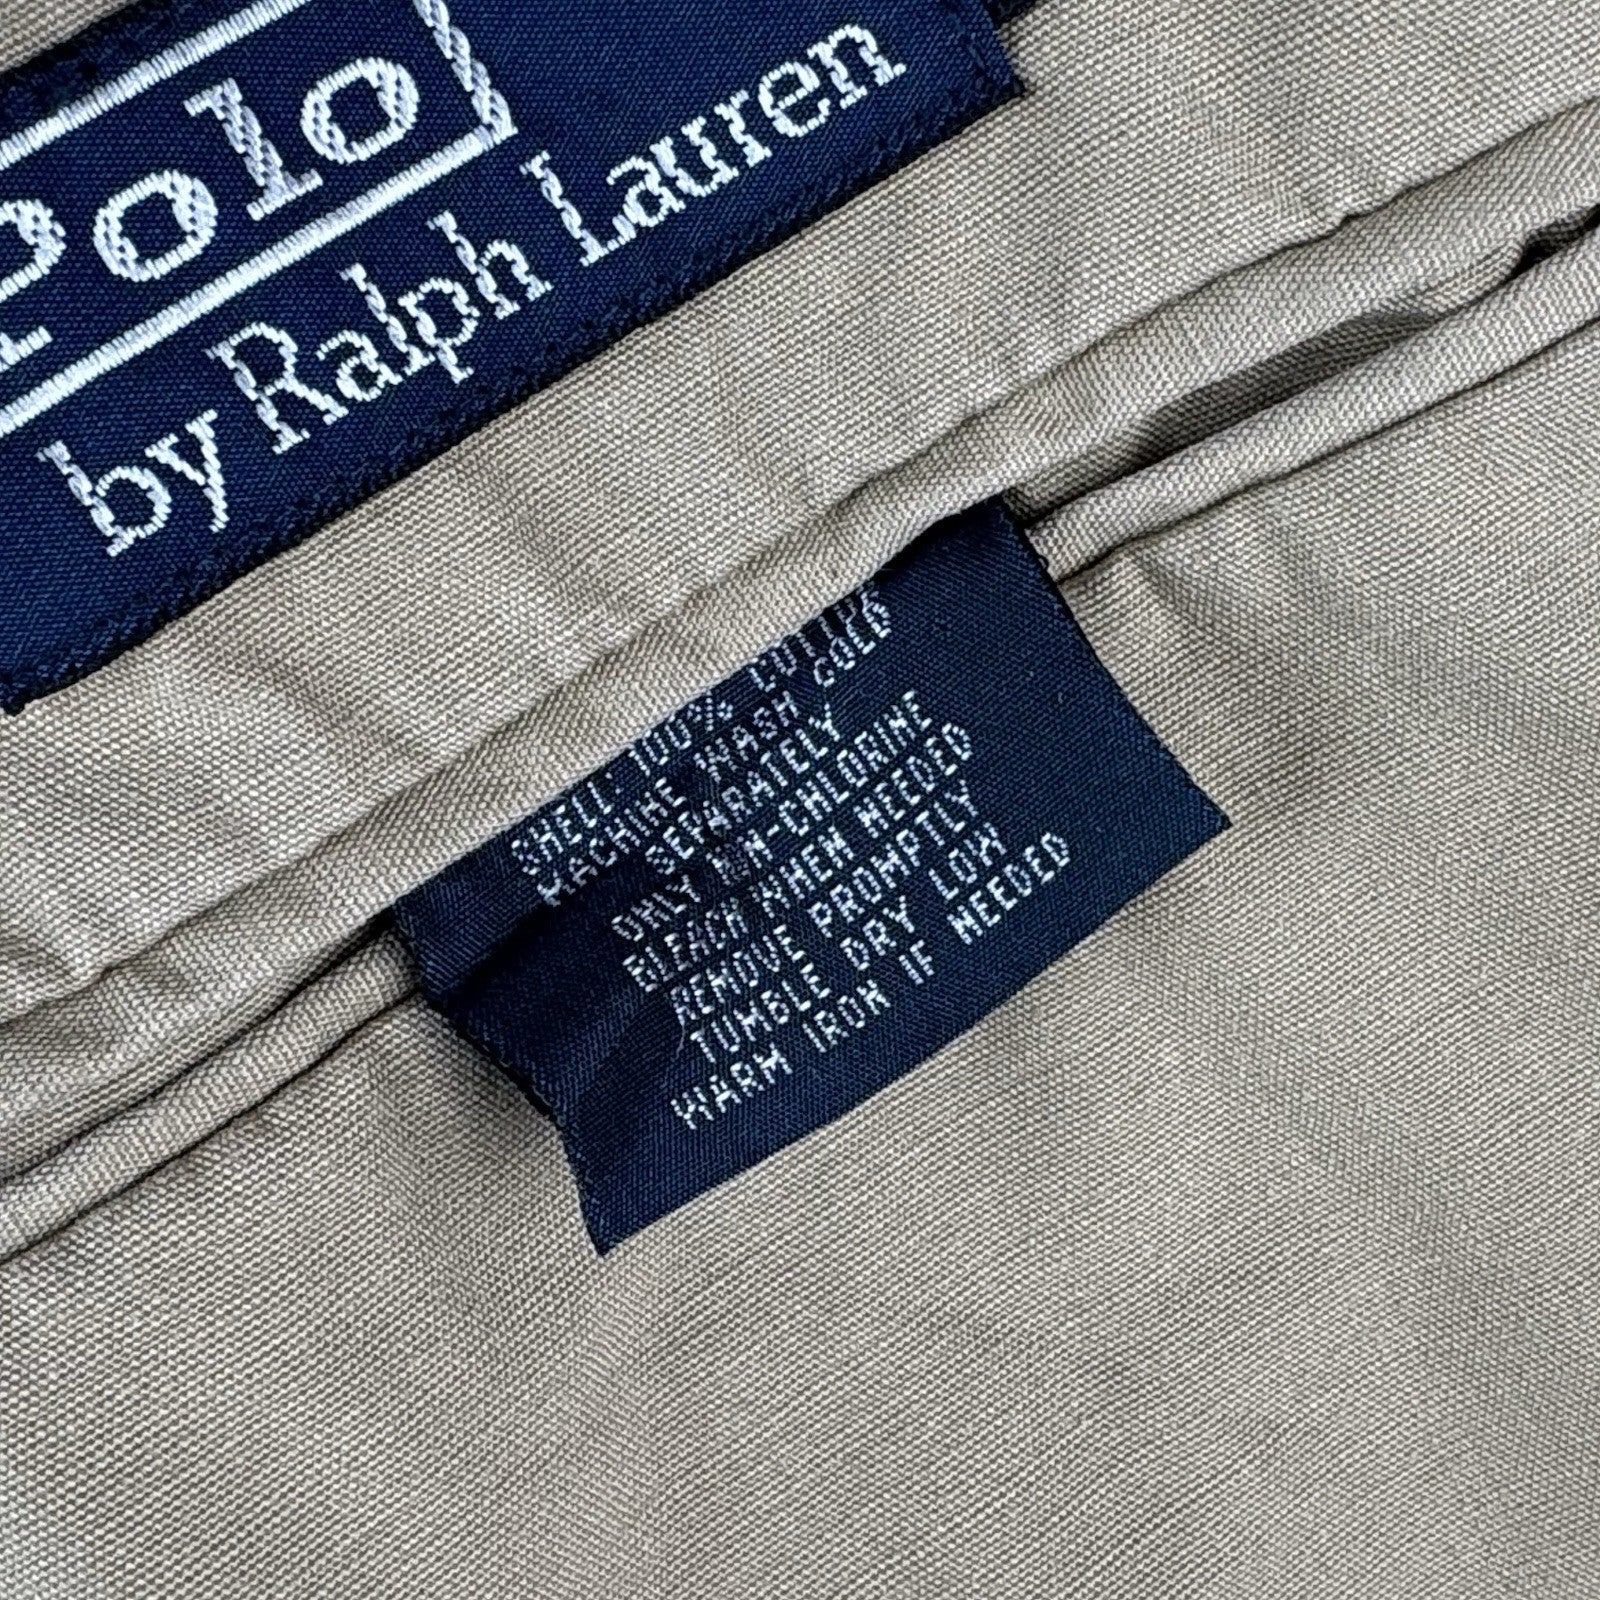 Polo
by Ralph Lauren
SHELL: 100% COTTON
MACHINE WASH COLD
SEPARATELY
ONLY NON-CHLORINE
BLEACH WHEN NEEDED
REMOVE PROMPTLY
TUMBLE DRY LOW
WARM IRON IF NEEDED